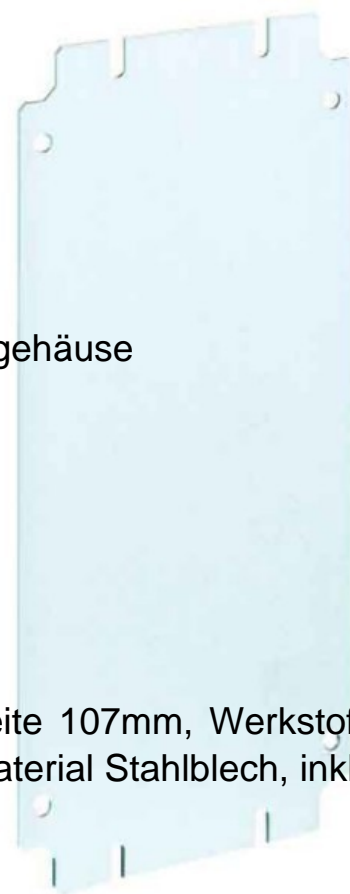 gehäuse
eite 107mm, Werkstof
aterial Stahlblech, inkl